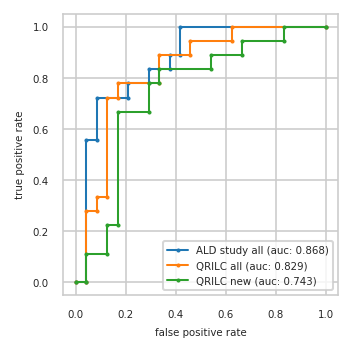 1.0
0.8
0.6
0.4
0.2
0.0
true positive rate
ALD study all (auc: 0.868)
QRILC all (auc: 0.829)
QRILC new (auc: 0.743)
0.0 0.2 0.4 0.6 0.8 1.0
false positive rate